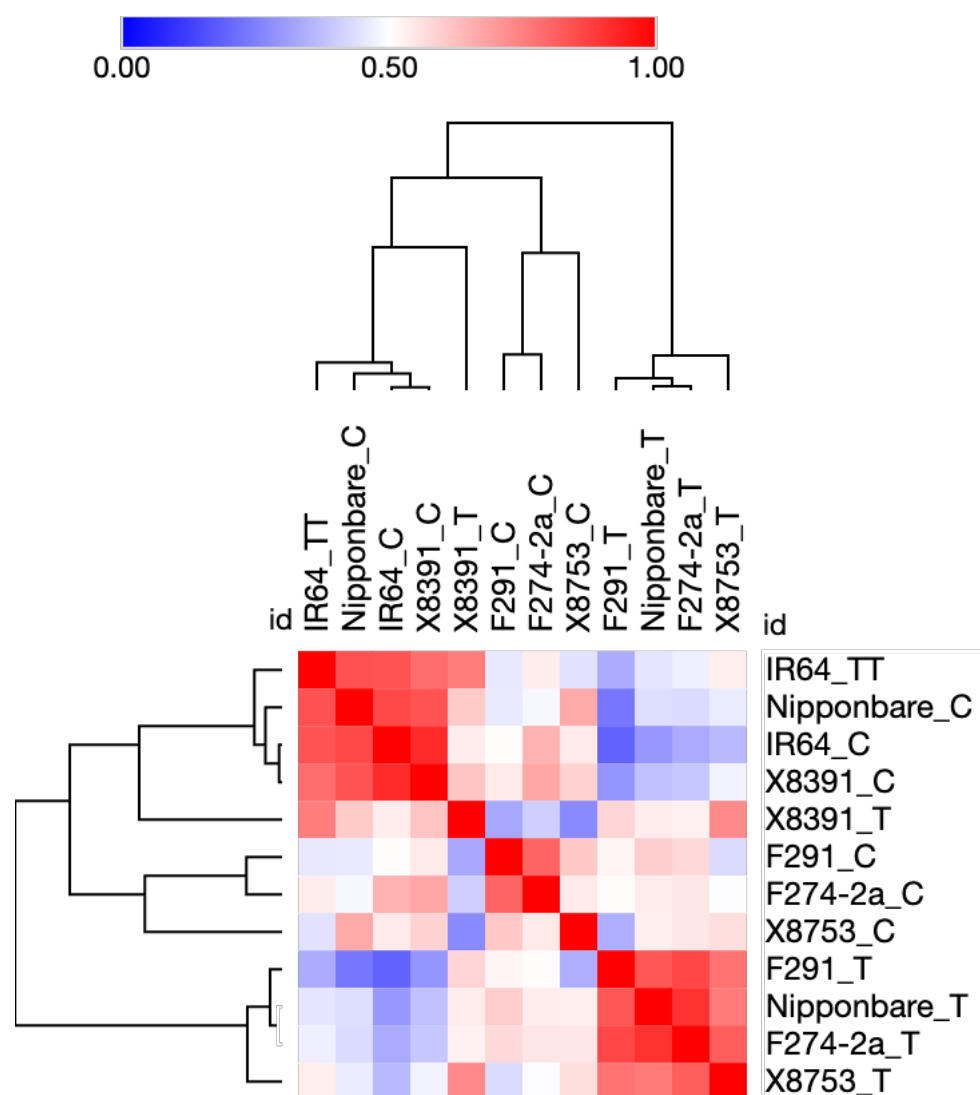 0.00 0.50 1.00
id IR64_TT Nipponbare_C IR64_C X8391_C X8391_T F291_C F274-2a_C X8753_C F291_T Nipponbare_T F274-2a_T X8753_T id
IR64_TT
Nipponbare_C
IR64_C
X8391_C
X8391_T
F291_C
F274-2a_C
X8753_C
F291_T
Nipponbare_T
F274-2a_T
X8753_T